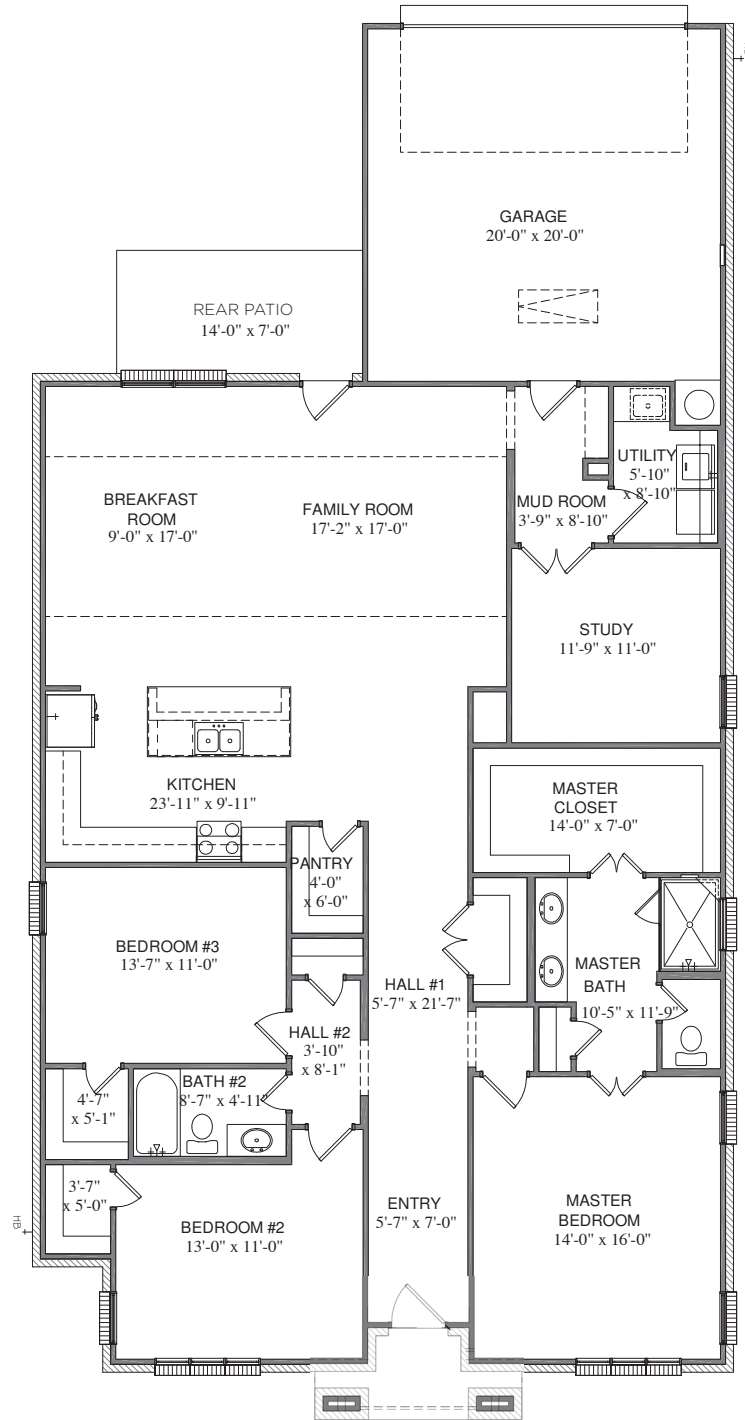 GARAGE
20'-0" x 20'-0"
REAR PATIO
14'-0" x 7'-0"
BREAKFAST
ROOM
9'-0" x 17'-0"
FAMILY ROOM
17'-2" x 17'-0"
MUD ROOM
3'-9" x 8'-10"
UTILITY
5'-10"
x 8'-10"
STUDY
11'-9" x 11'-0"
KITCHEN
23'-11" x 9'-11"
MASTER
CLOSET
14'-0" x 7'-0"
PANTRY
4'-0"
x 6'-0"
BEDROOM #3
13'-7" x 11'-0"
HALL #1
5'-7" x 21'-7"
MASTER
BATH
10'-5" x 11'-9"
HALL #2
3'-10"
x 8'-1"
BATH #2
8'-7" x 4'-11"
4'-7"
x 5'-1"
3'-7"
x 5'-0"
BEDROOM #2
13'-0" x 11'-0"
ENTRY
5'-7" x 7'-0"
MASTER
BEDROOM
14'-0" x 16'-0"
HB